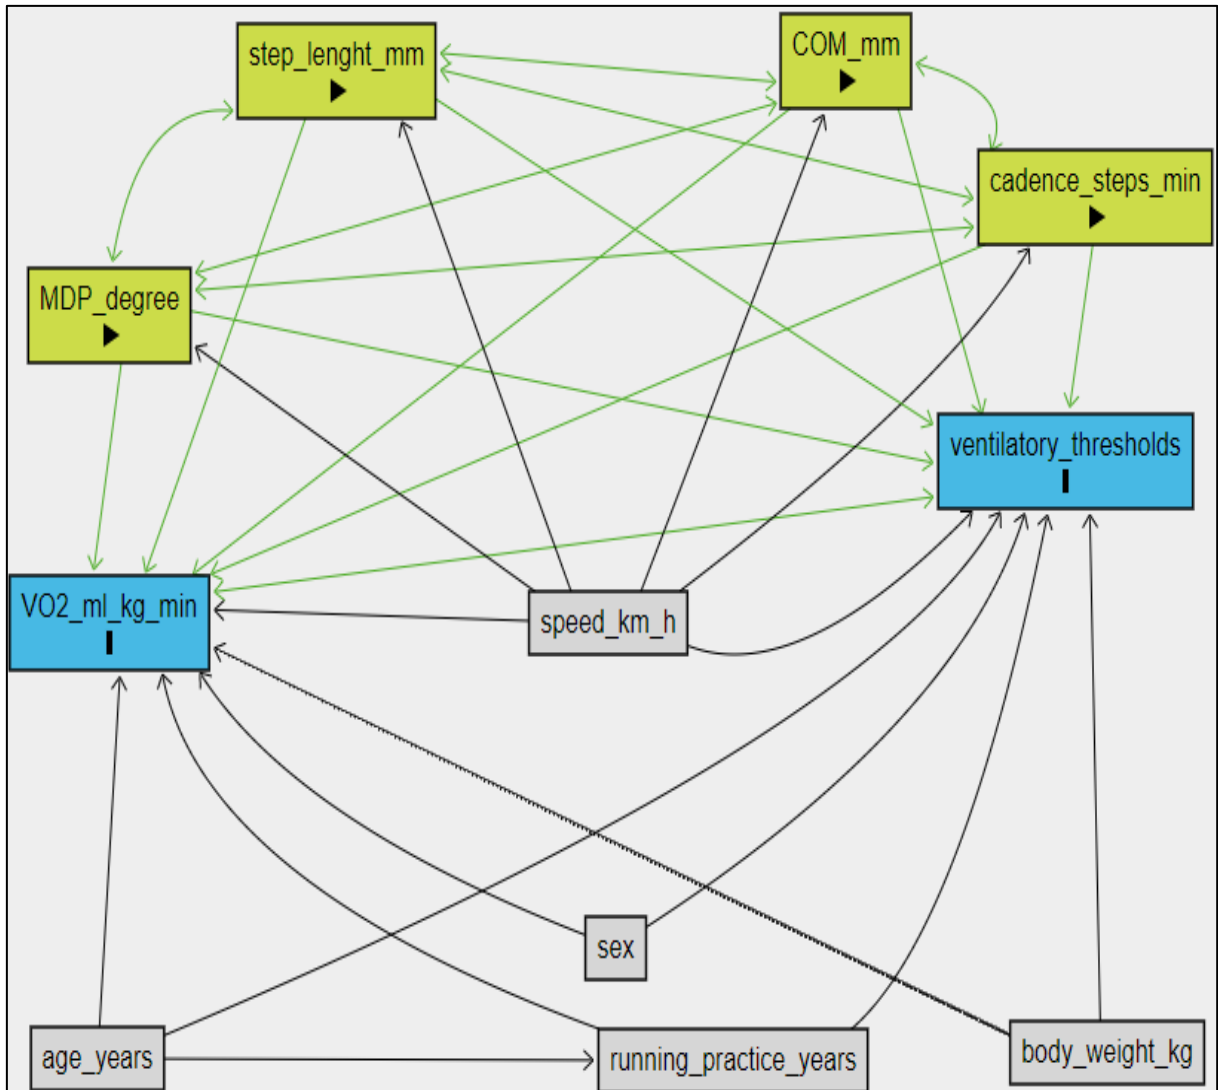 step_lenght_mm
COM_mm
cadence_steps_min
MDP_degree
ventilatory_thresholds
VO2_ml_kg_min
speed_km_h
sex
age_years
running_practice_years
body_weight_kg